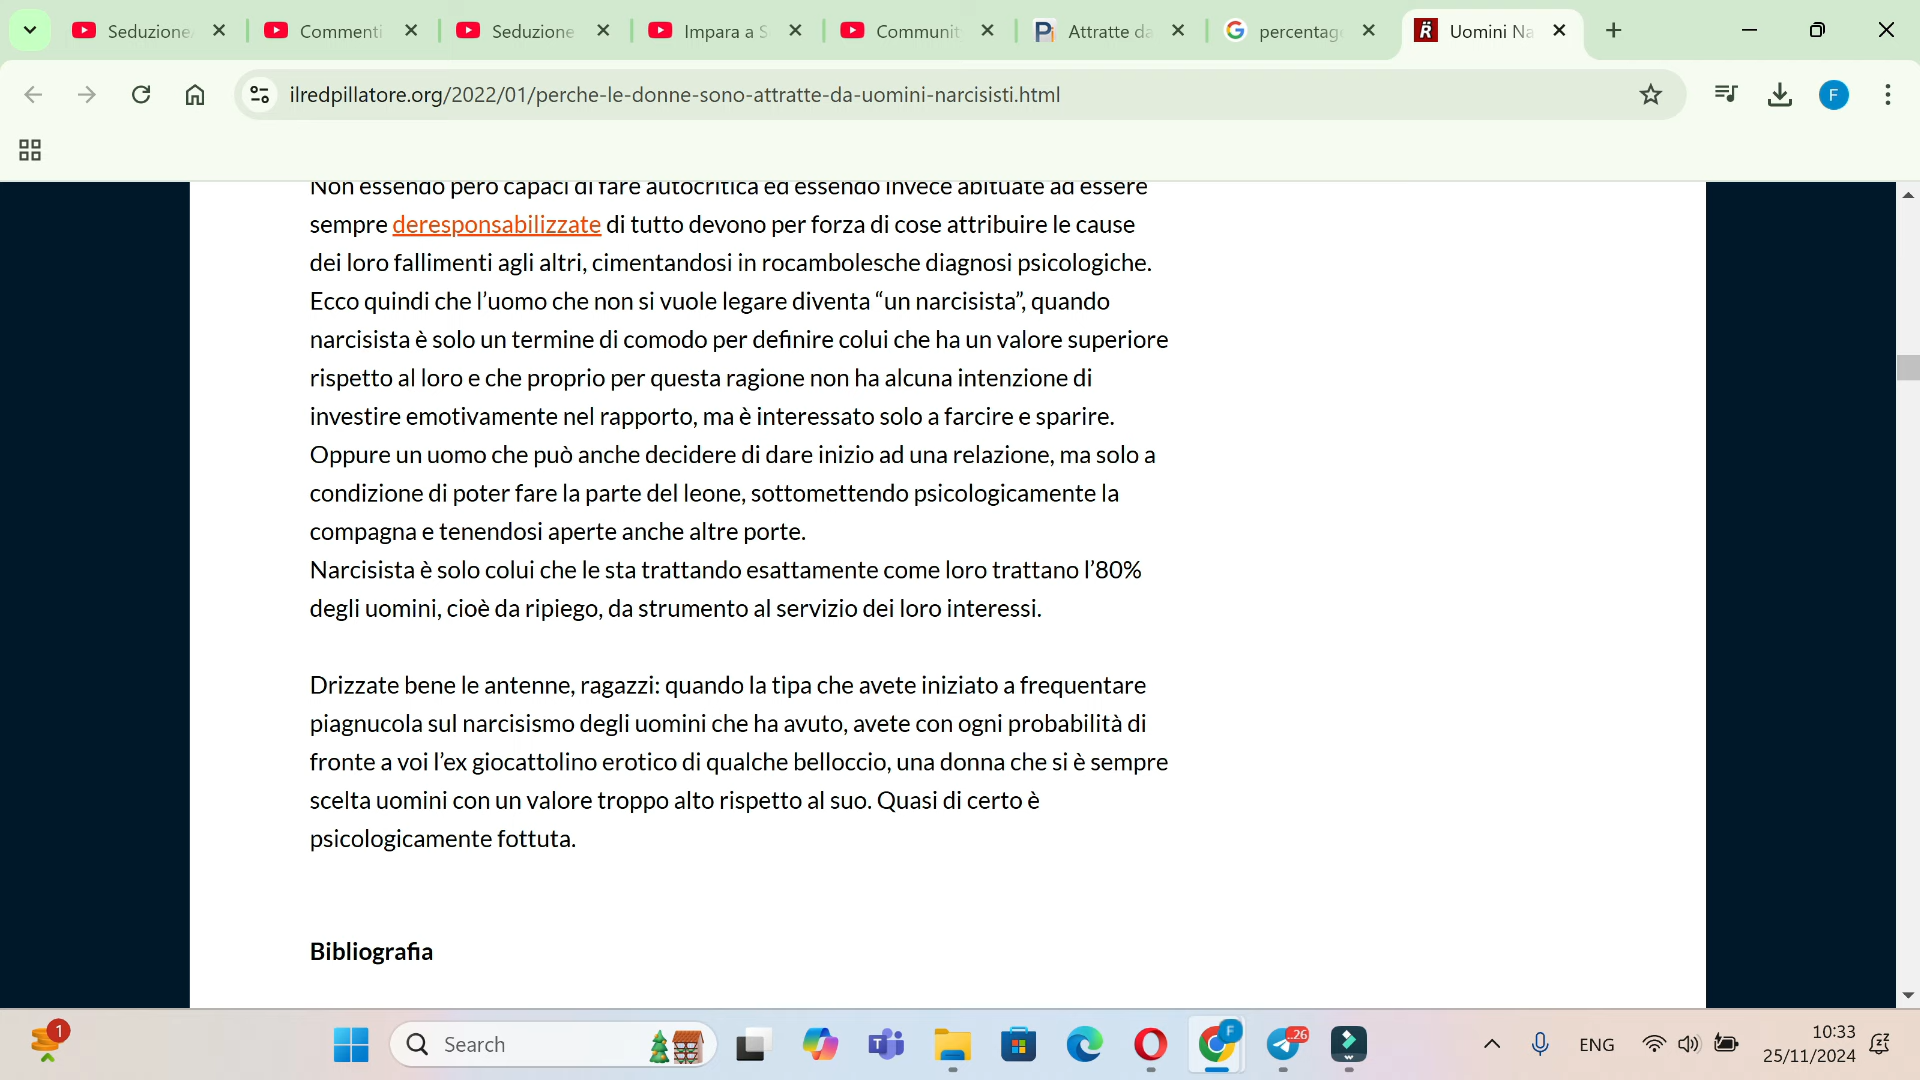 Seduzione
Commenti
Seduzione
Impara a S
Communit
Attratte da
percentag
Uomini Na
ilredpillatore.org/2022/01/perche-le-donne-sono-attratte-da-uomini-narcisisti.html
F
Non essendo però capaci di fare autocritica ed essendo invece abituate ad essere
sempre deresponsabilizzate di tutto devono per forza di cose attribuire le cause
dei loro fallimenti agli altri, cimentandosi in rocambolesche diagnosi psicologiche.
Ecco quindi che l’uomo che non si vuole legare diventa “un narcisista”, quando
narcisista è solo un termine di comodo per definire colui che ha un valore superiore
rispetto al loro e che proprio per questa ragione non ha alcuna intenzione di
investire emotivamente nel rapporto, ma è interessato solo a farcire e sparire.
Oppure un uomo che può anche decidere di dare inizio ad una relazione, ma solo a
condizione di poter fare la parte del leone, sottomettendo psicologicamente la
compagna e tenendosi aperte anche altre porte.
Narcisista è solo colui che le sta trattando esattamente come loro trattano l’80%
degli uomini, cioè da ripiego, da strumento al servizio dei loro interessi.
Drizzate bene le antenne, ragazzi: quando la tipa che avete iniziato a frequentare
piagnucola sul narcisismo degli uomini che ha avuto, avete con ogni probabilità di
fronte a voi l’ex giocattolino erotico di qualche belloccio, una donna che si è sempre
scelta uomini con un valore troppo alto rispetto al suo. Quasi di certo è
psicologicamente fottuta.
Bibliografia
1
Search
F
..26
ENG
10:33
25/11/2024